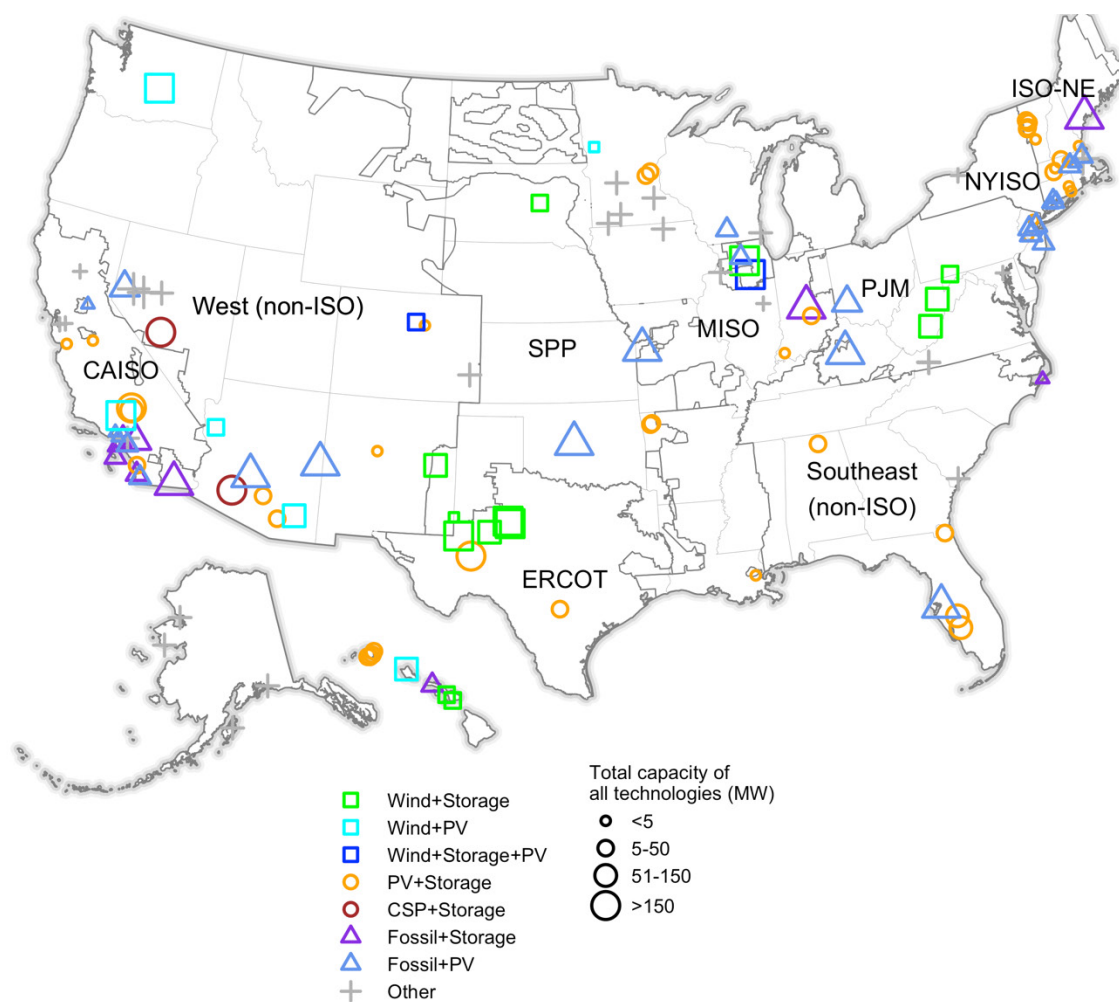 ISO-NE
NYISO
West (non-ISO)
PJM
MISO
SPP
CAISO
Southeast
(non-ISO)
ERCOT
Wind+Storage
Wind+PV
Wind+Storage+PV
PV+Storage
CSP+Storage
Fossil+Storage
Fossil+PV
Other
Total capacity of
all technologies (MW)
<5
5-50
51-150
>150